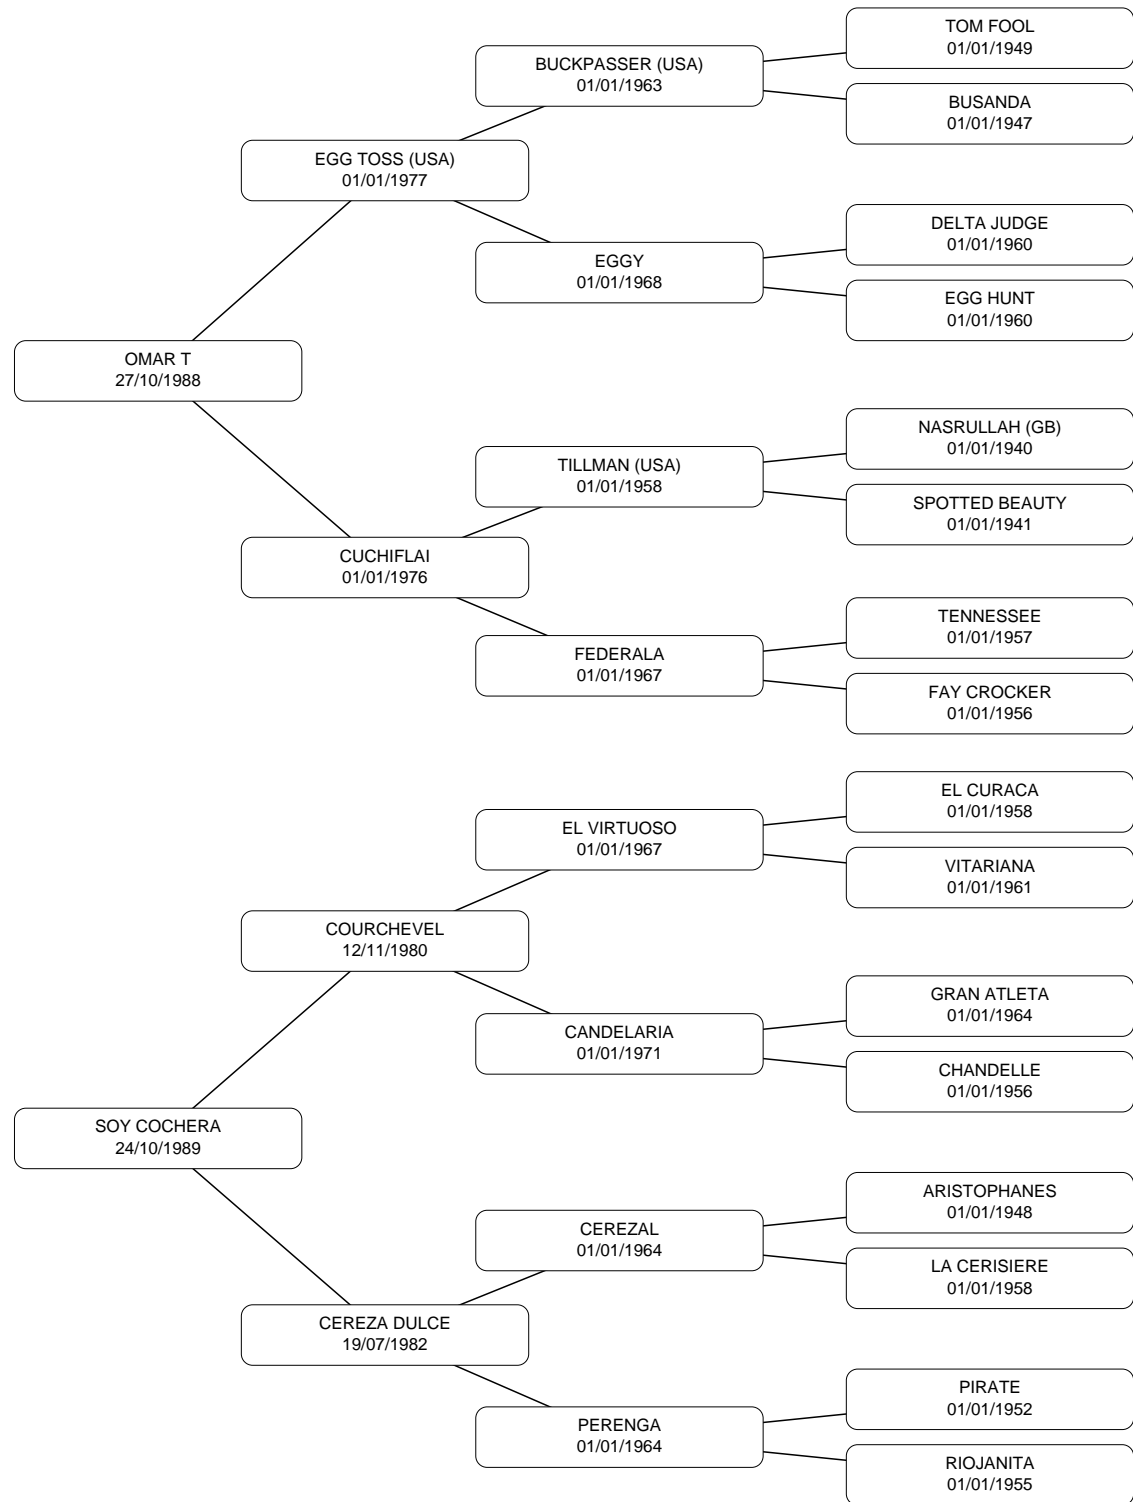 TOM FOOL
01/01/1949
BUCKPASSER (USA)
01/01/1963
BUSANDA
01/01/1947
EGG TOSS (USA)
01/01/1977
DELTA JUDGE
01/01/1960
EGGY
01/01/1968
EGG HUNT
01/01/1960
OMAR T
27/10/1988
NASRULLAH (GB)
01/01/1940
TILLMAN (USA)
01/01/1958
SPOTTED BEAUTY
01/01/1941
CUCHIFLAI
01/01/1976
TENNESSEE
01/01/1957
FEDERALA
01/01/1967
FAY CROCKER
01/01/1956
EL CURACA
01/01/1958
EL VIRTUOSO
01/01/1967
VITARIANA
01/01/1961
COURCHEVEL
12/11/1980
GRAN ATLETA
01/01/1964
CANDELARIA
01/01/1971
CHANDELLE
01/01/1956
SOY COCHERA
24/10/1989
ARISTOPHANES
01/01/1948
CEREZAL
01/01/1964
LA CERISIERE
01/01/1958
CEREZA DULCE
19/07/1982
PIRATE
01/01/1952
PERENGA
01/01/1964
RIOJANITA
01/01/1955